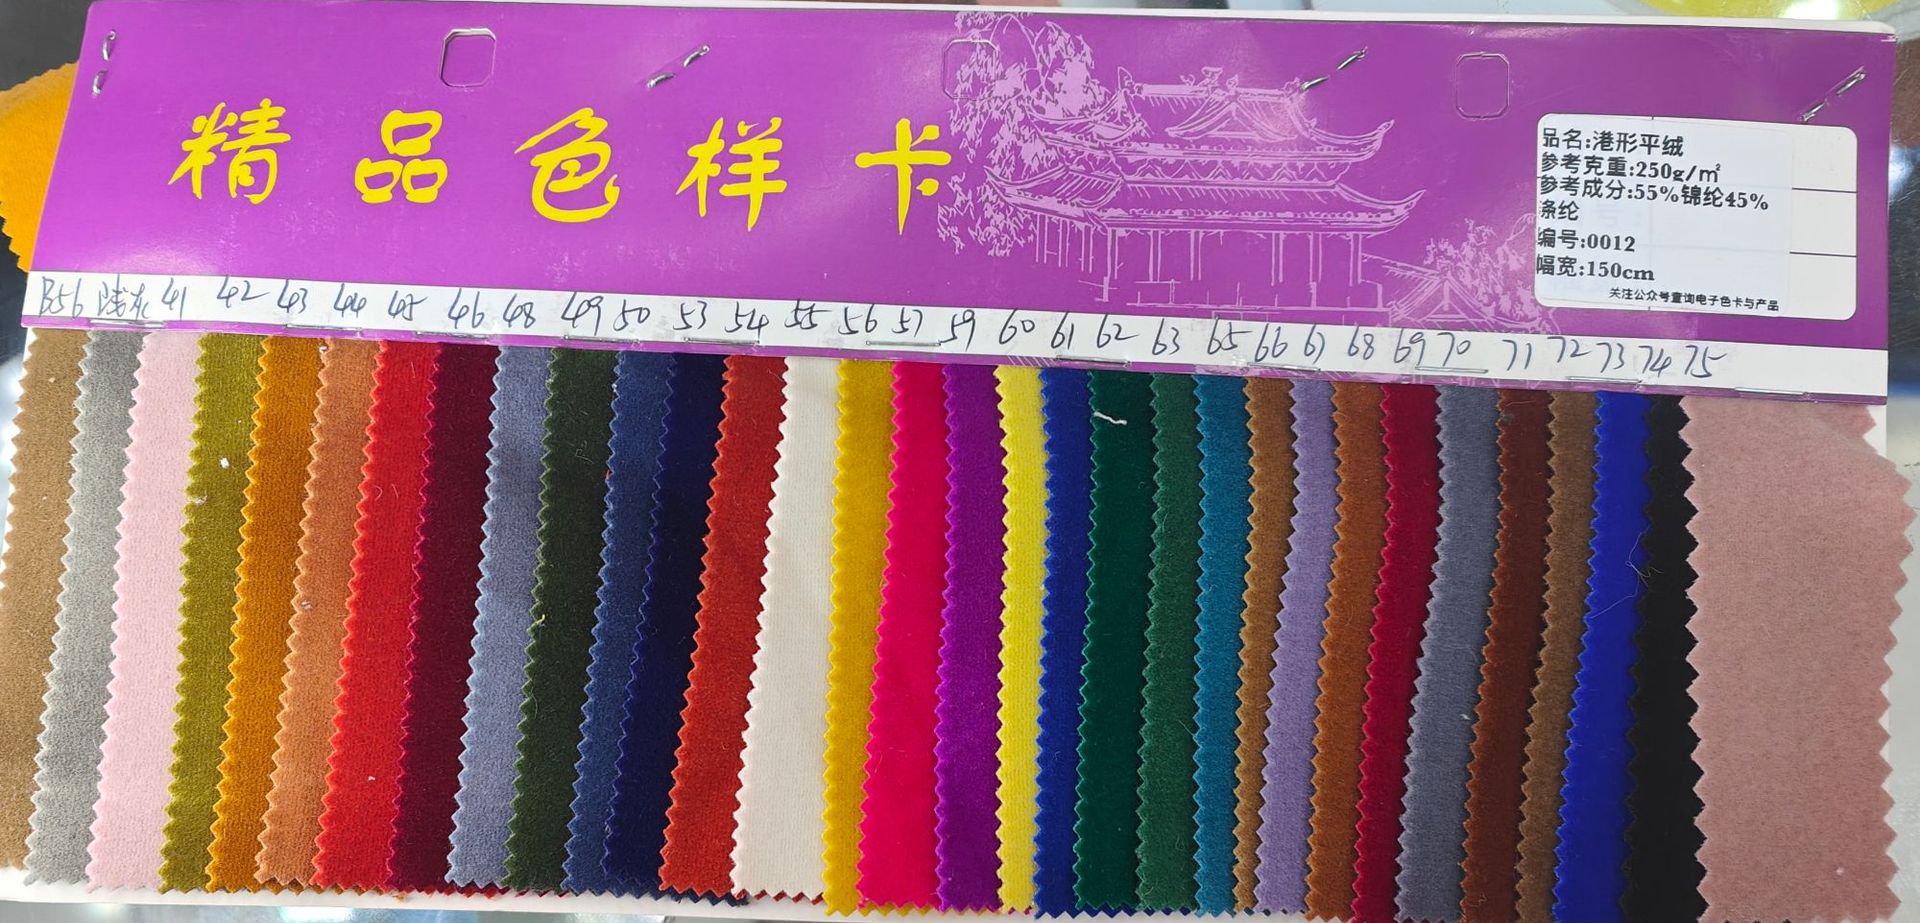 精品色样卡
品名:港形平绒
参考克重:250g/㎡
参考成分:55%锦纶45%
涤纶
编号:0012
幅宽:150cm
关注公众号查询电子色卡与产品
B56 浅灰 41 42 43 44 45 46 48 49 50 53 54 55 56 57 59 60 61 62 63 65 66 67 68 69 70 71 72 73 74 75